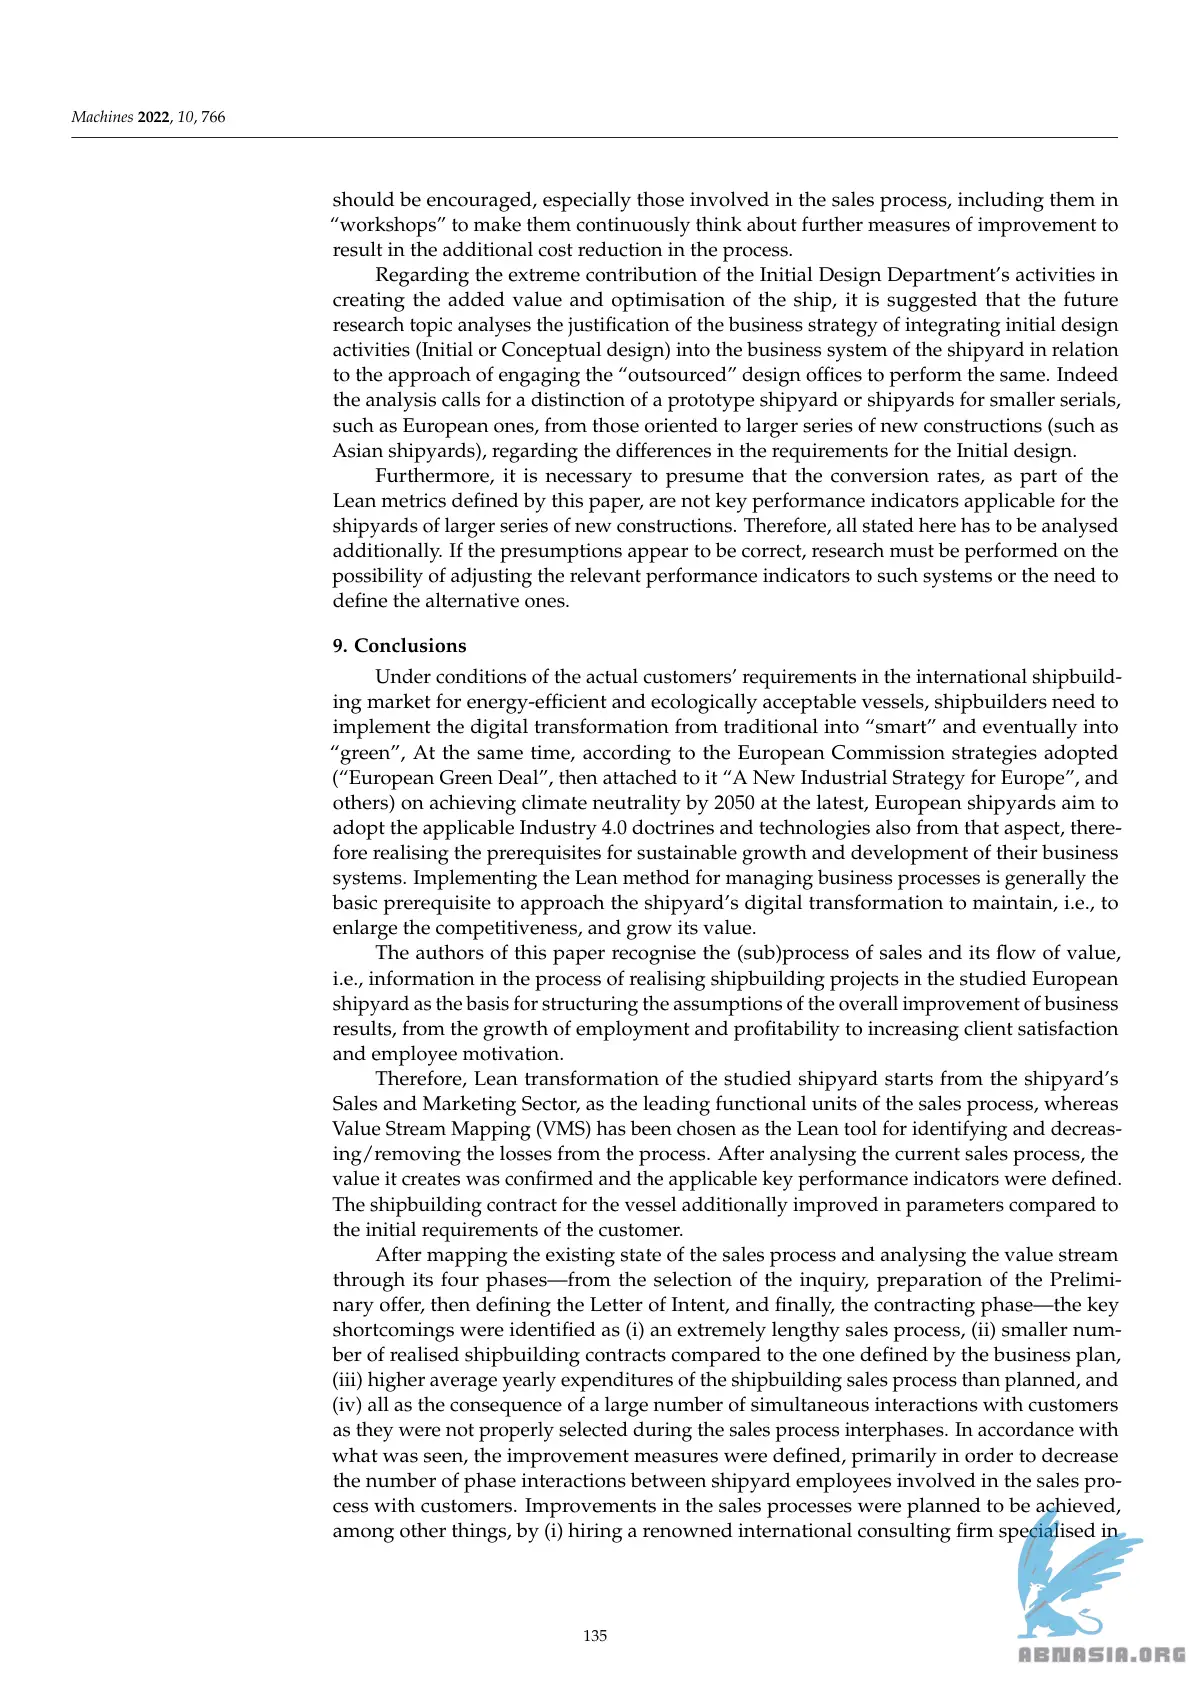 Machines 2022, 10, 766
should be encouraged, especially those involved in the sales process, including them in
“workshops” to make them continuously think about further measures of improvement to
result in the additional cost reduction in the process.
Regarding the extreme contribution of the Initial Design Department’s activities in
creating the added value and optimisation of the ship, it is suggested that the future
research topic analyses the justification of the business strategy of integrating initial design
activities (Initial or Conceptual design) into the business system of the shipyard in relation
to the approach of engaging the “outsourced” design offices to perform the same. Indeed
the analysis calls for a distinction of a prototype shipyard or shipyards for smaller serials,
such as European ones, from those oriented to larger series of new constructions (such as
Asian shipyards), regarding the differences in the requirements for the Initial design.
Furthermore, it is necessary to presume that the conversion rates, as part of the
Lean metrics defined by this paper, are not key performance indicators applicable for the
shipyards of larger series of new constructions. Therefore, all stated here has to be analysed
additionally. If the presumptions appear to be correct, research must be performed on the
possibility of adjusting the relevant performance indicators to such systems or the need to
define the alternative ones.
9. Conclusions
Under conditions of the actual customers’ requirements in the international shipbuild-
ing market for energy-efficient and ecologically acceptable vessels, shipbuilders need to
implement the digital transformation from traditional into “smart” and eventually into
“green”, At the same time, according to the European Commission strategies adopted
(“European Green Deal”, then attached to it “A New Industrial Strategy for Europe”, and
others) on achieving climate neutrality by 2050 at the latest, European shipyards aim to
adopt the applicable Industry 4.0 doctrines and technologies also from that aspect, there-
fore realising the prerequisites for sustainable growth and development of their business
systems. Implementing the Lean method for managing business processes is generally the
basic prerequisite to approach the shipyard’s digital transformation to maintain, i.e., to
enlarge the competitiveness, and grow its value.
The authors of this paper recognise the (sub)process of sales and its flow of value,
i.e., information in the process of realising shipbuilding projects in the studied European
shipyard as the basis for structuring the assumptions of the overall improvement of business
results, from the growth of employment and profitability to increasing client satisfaction
and employee motivation.
Therefore, Lean transformation of the studied shipyard starts from the shipyard’s
Sales and Marketing Sector, as the leading functional units of the sales process, whereas
Value Stream Mapping (VMS) has been chosen as the Lean tool for identifying and decreas-
ing/removing the losses from the process. After analysing the current sales process, the
value it creates was confirmed and the applicable key performance indicators were defined.
The shipbuilding contract for the vessel additionally improved in parameters compared to
the initial requirements of the customer.
After mapping the existing state of the sales process and analysing the value stream
through its four phases—from the selection of the inquiry, preparation of the Prelimi-
nary offer, then defining the Letter of Intent, and finally, the contracting phase—the key
shortcomings were identified as (i) an extremely lengthy sales process, (ii) smaller num-
ber of realised shipbuilding contracts compared to the one defined by the business plan,
(iii) higher average yearly expenditures of the shipbuilding sales process than planned, and
(iv) all as the consequence of a large number of simultaneous interactions with customers
as they were not properly selected during the sales process interphases. In accordance with
what was seen, the improvement measures were defined, primarily in order to decrease
the number of phase interactions between shipyard employees involved in the sales pro-
cess with customers. Improvements in the sales processes were planned to be achieved,
among other things, by (i) hiring a renowned international consulting firm specialised in
135
ABNASIA.ORG